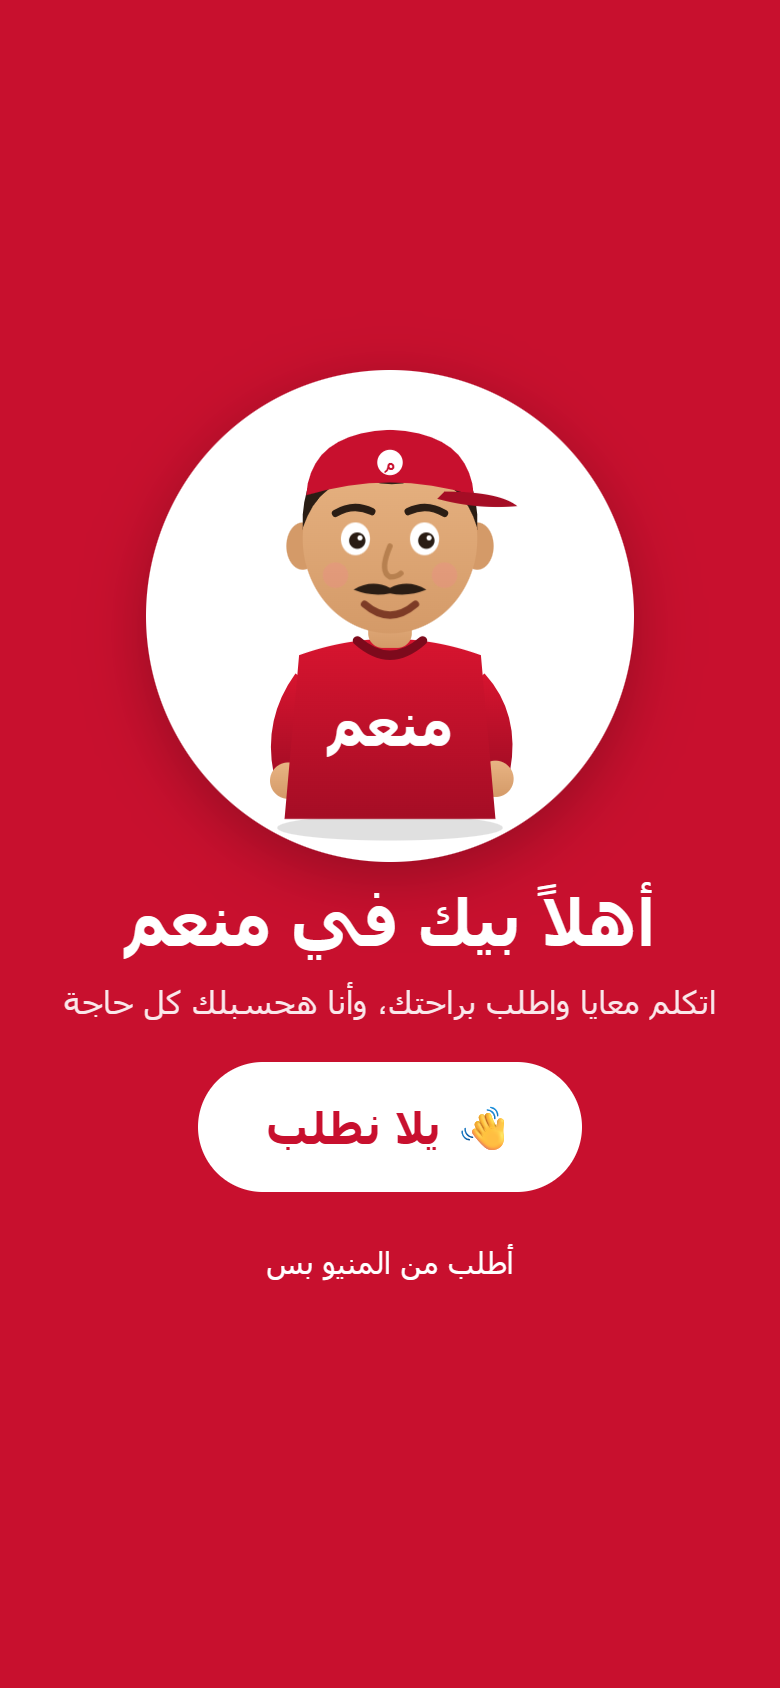 م
منعم
أهلاً بيك في منعم
اتكلم معايا واطلب براحتك، وأنا هحسبلك كل حاجة
يلا نطلب 👋
أطلب من المنيو بس